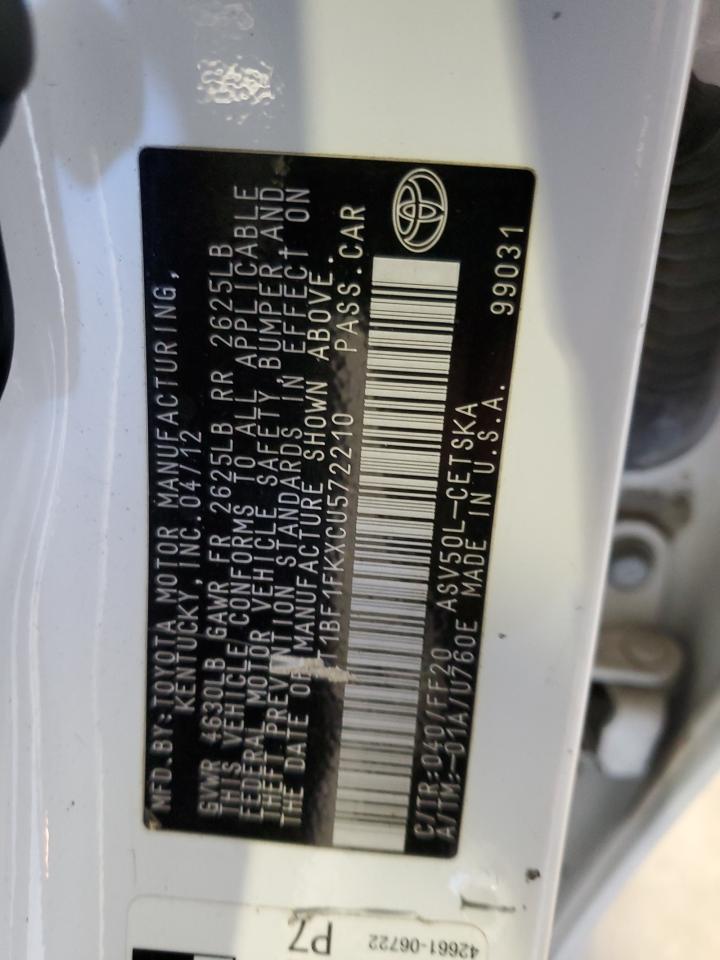 MFD.BY:TOYOTA MOTOR MANUFACTURING,
KENTUCKY,INC.04/12
GVWR 4630LB GAWR FR 2625LB RR 2625LB
THIS VEHICLE CONFORMS TO ALL APPLICABLE
FEDERAL MOTOR VEHICLE SAFETY,BUMPER,AND
THEFT PREVENTION STANDARDS IN EFFECT ON
THE DATE OF MANUFACTURE SHOWN ABOVE.
T1BF1FKXCU572210 PASS.CAR
C/TR:040/FF20 ASV50L-CETSKA
A/TM:-01A/U760E MADE IN U.S.A. 99031
PZ
42661-06722